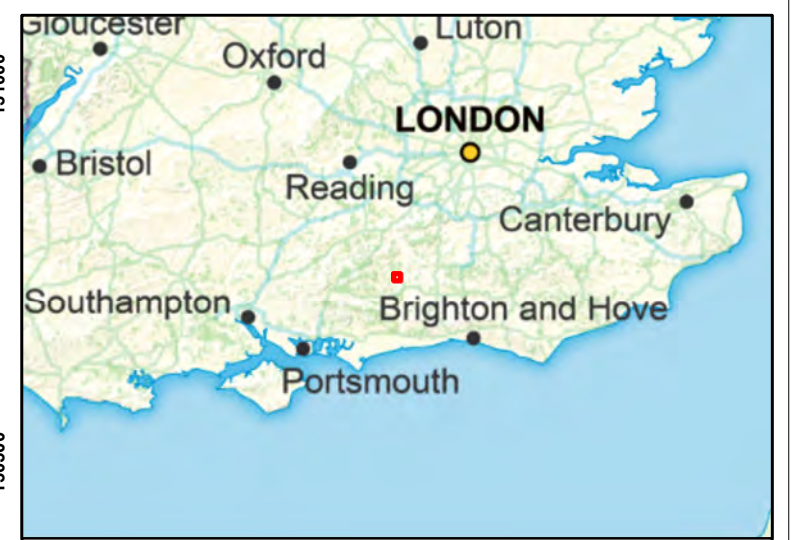 Gloucester
Luton
Oxford
LONDON
Bristol
Reading
Canterbury
Southampton
Brighton and Hove
Portsmouth